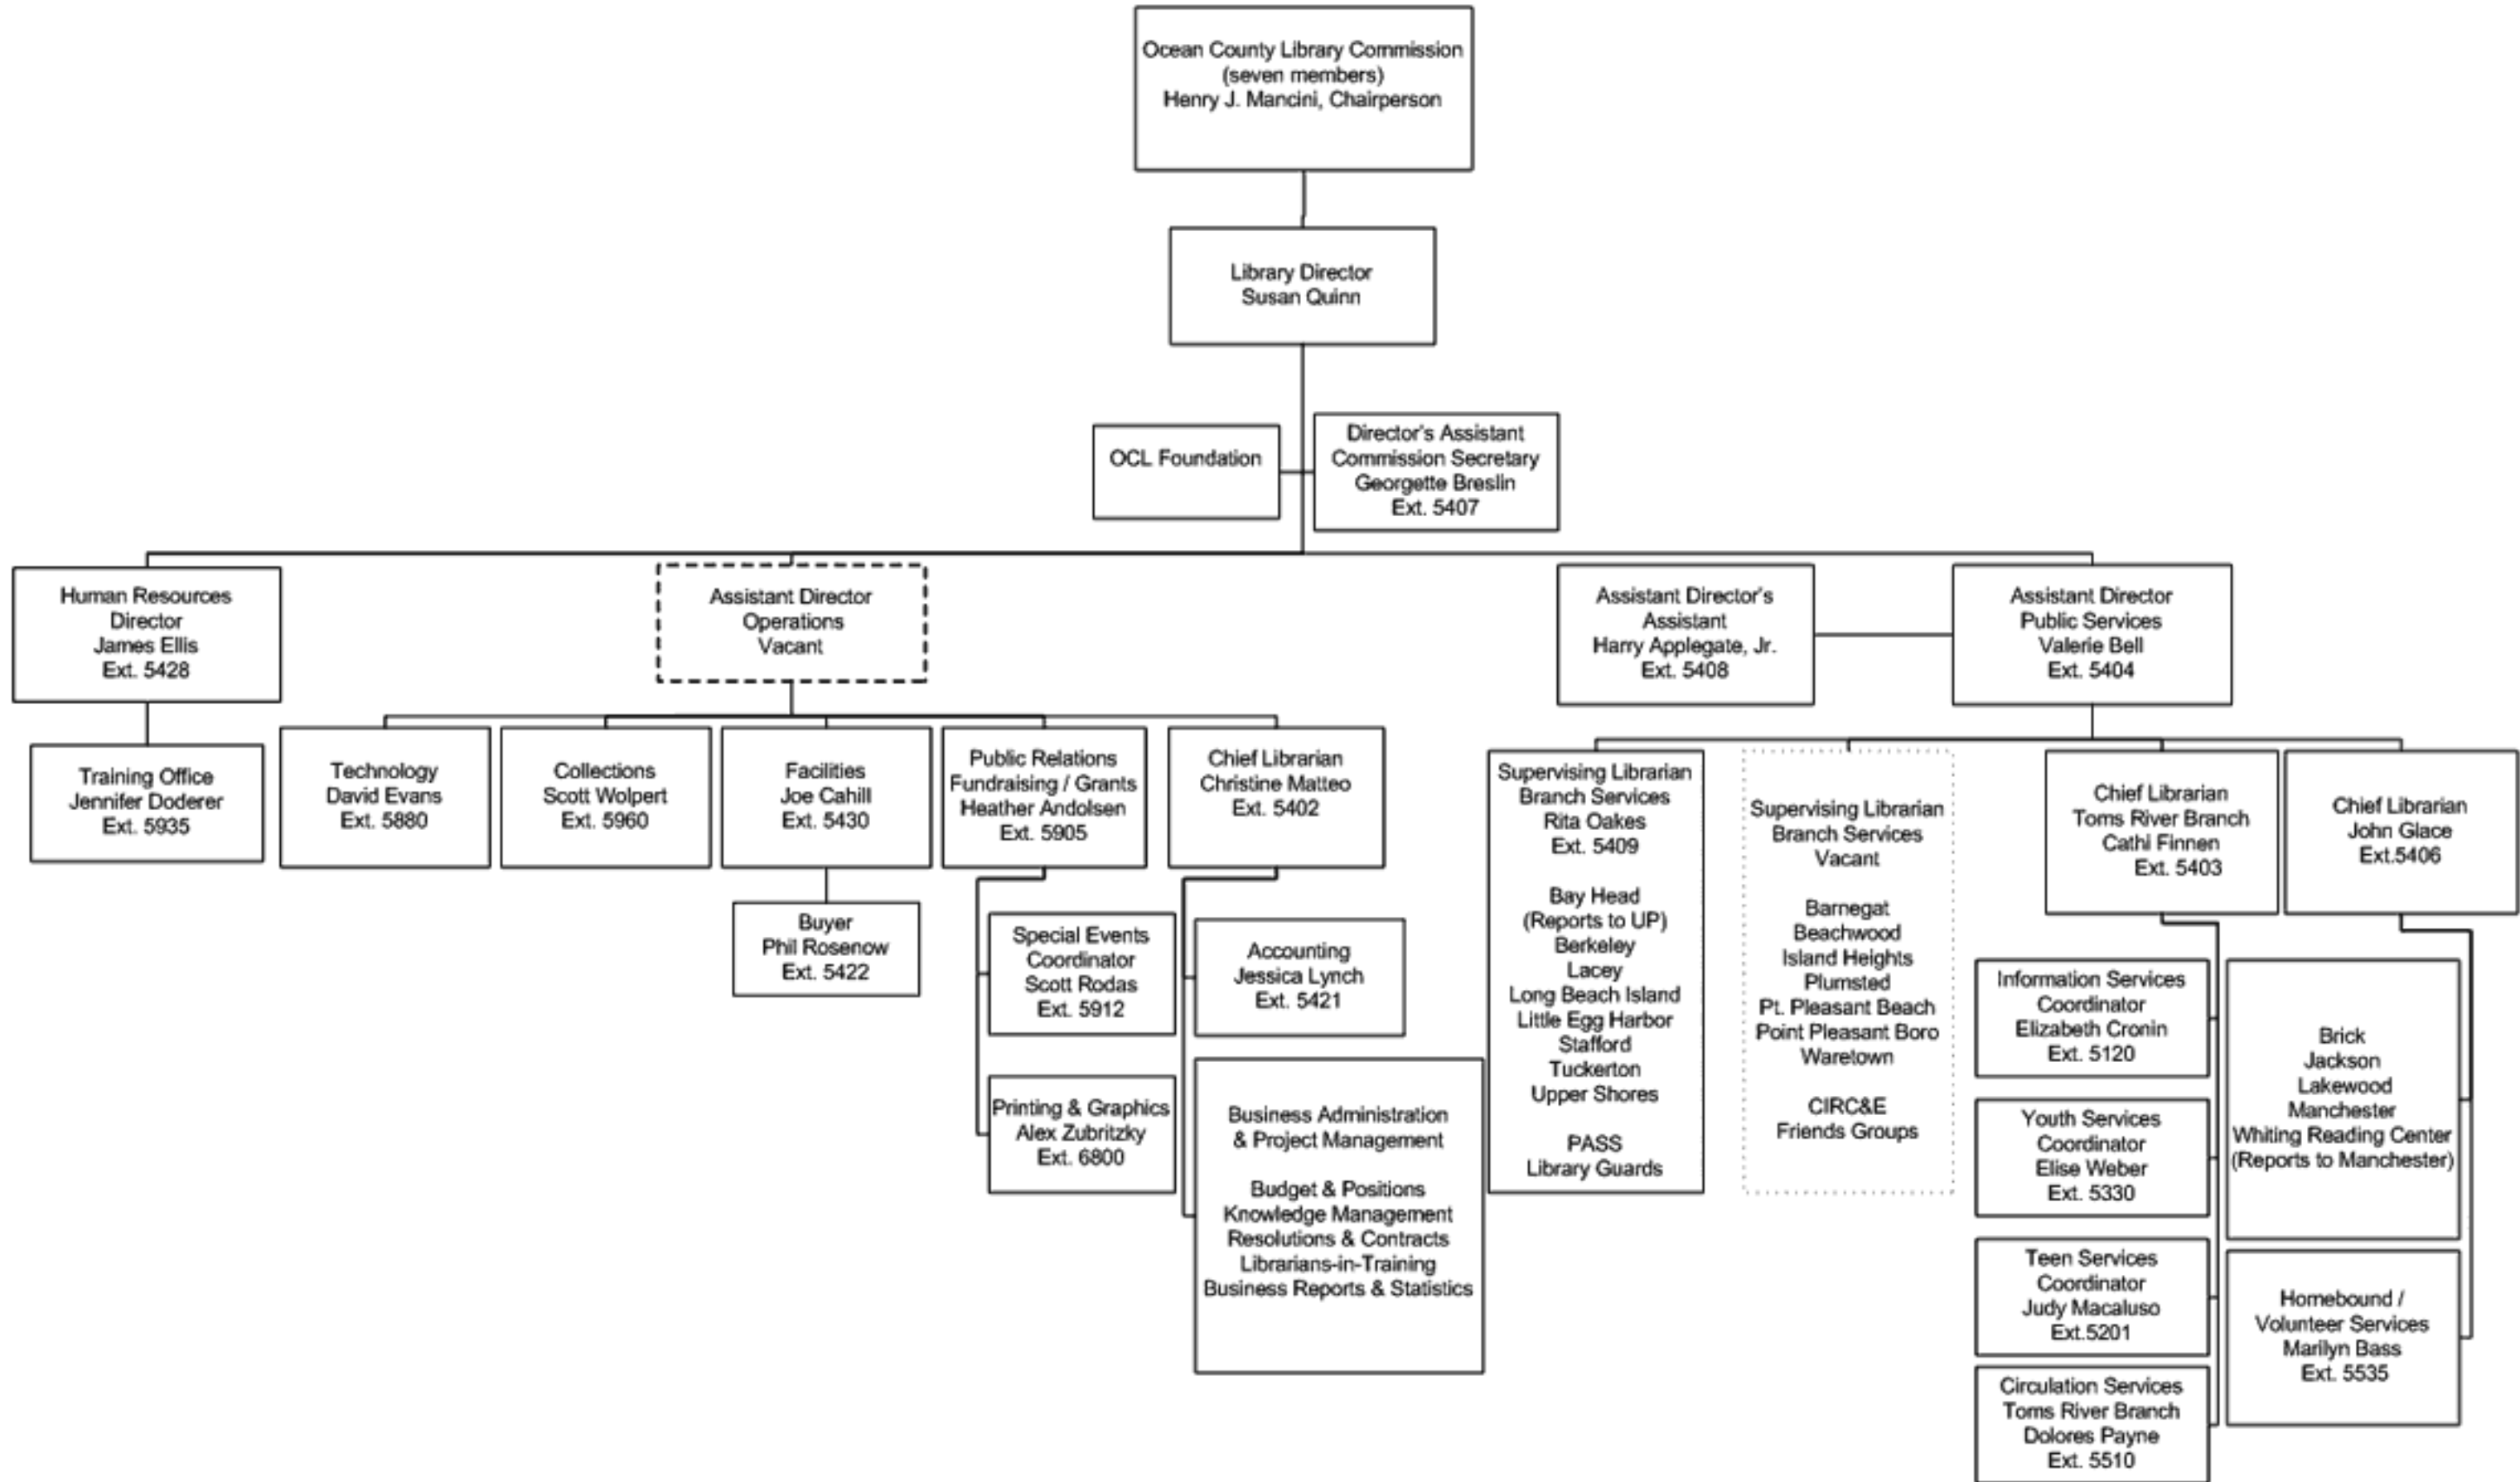 Ocean County Library Commission
(seven members)
Henry J. Mancini, Chairperson
Library Director
Susan Quinn
OCL Foundation
Director's Assistant
Commission Secretary
Georgette Breslin
Ext. 5407
Human Resources
Director
James Ellis
Ext. 5428
Assistant Director
Operations
Vacant
Assistant Director's
Assistant
Harry Applegate, Jr.
Ext. 5408
Assistant Director
Public Services
Valerie Bell
Ext. 5404
Training Office
Jennifer Doderer
Ext. 5935
Technology
David Evans
Ext. 5880
Collections
Scott Wolpert
Ext. 5960
Facilities
Joe Cahill
Ext. 5430
Public Relations
Fundraising / Grants
Heather Andolsen
Ext. 5905
Chief Librarian
Christine Matteo
Ext. 5402
Buyer
Phil Rosenow
Ext. 5422
Special Events
Coordinator
Scott Rodas
Ext. 5912
Printing & Graphics
Alex Zubritzky
Ext. 6800
Accounting
Jessica Lynch
Ext. 5421
Business Administration
& Project Management
Budget & Positions
Knowledge Management
Resolutions & Contracts
Librarians-in-Training
Business Reports & Statistics
Supervising Librarian
Branch Services
Rita Oakes
Ext. 5409
Bay Head
(Reports to UP)
Berkeley
Lacey
Long Beach Island
Little Egg Harbor
Stafford
Tuckerton
Upper Shores
PASS
Library Guards
Supervising Librarian
Branch Services
Vacant
Barnegat
Beachwood
Island Heights
Plumsted
Pt. Pleasant Beach
Point Pleasant Boro
Waretown
CIRC&E
Friends Groups
Chief Librarian
Toms River Branch
Cathi Finnen
Ext. 5403
Chief Librarian
John Glace
Ext.5406
Information Services
Coordinator
Elizabeth Cronin
Ext. 5120
Youth Services
Coordinator
Elise Weber
Ext. 5330
Teen Services
Coordinator
Judy Macaluso
Ext.5201
Circulation Services
Toms River Branch
Dolores Payne
Ext. 5510
Brick
Jackson
Lakewood
Manchester
Whiting Reading Center
(Reports to Manchester)
Homebound /
Volunteer Services
Marilyn Bass
Ext. 5535